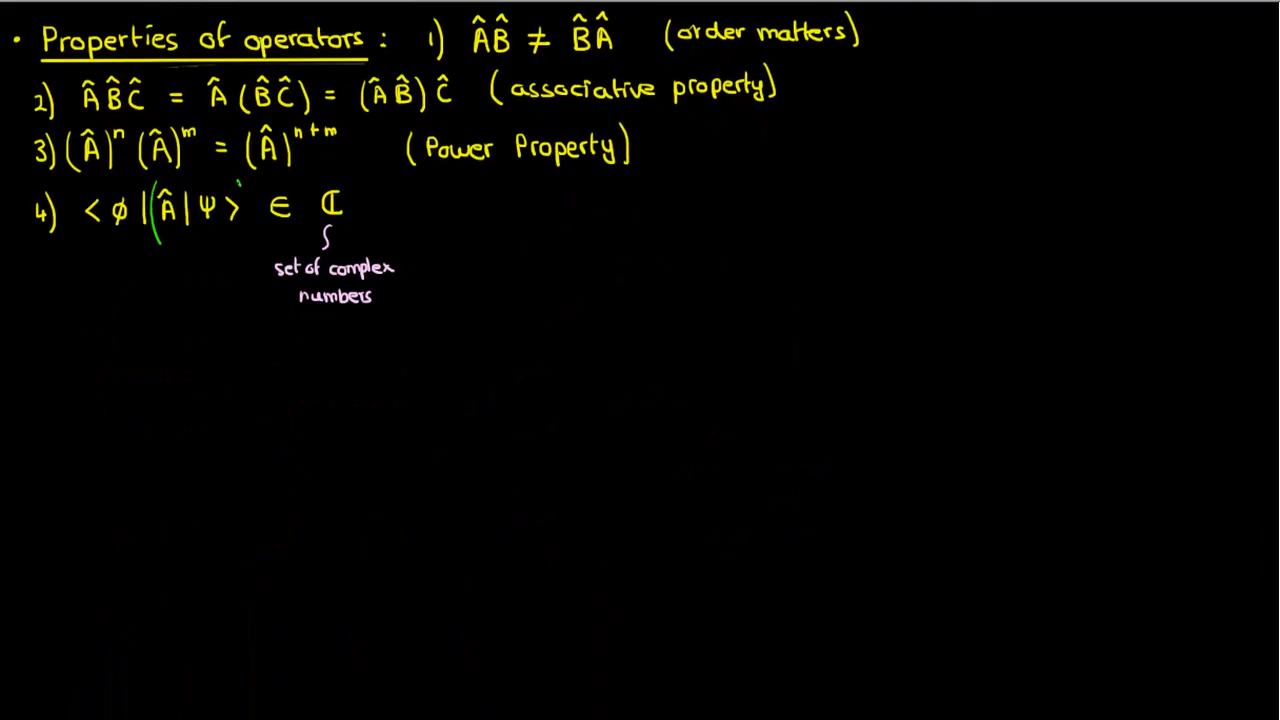 • Properties of operators : 1) ÂB̂ ≠ B̂Â (order matters)
2) ÂB̂Ĉ = Â(B̂Ĉ) = (ÂB̂)Ĉ (associative property)
3) (Â)ⁿ(Â)ᵐ = (Â)ⁿ⁺ᵐ (Power Property)
4) <φ|(Â|Ψ> ∈ ℂ
set of complex
numbers